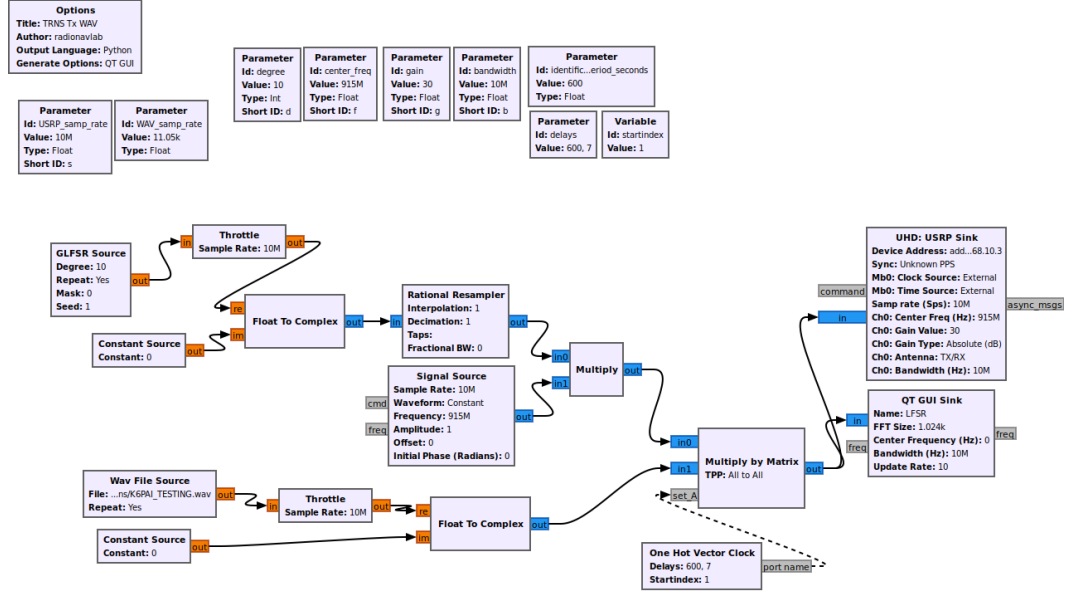 Options
Title: TRNS Tx WAV
Author: radionavlab
Output Language: Python
Generate Options: QT GUI
Parameter
Id: degree
Value: 10
Type: Int
Short ID: d
Parameter
Id: center_freq
Value: 915M
Type: Float
Short ID: f
Parameter
Id: gain
Value: 30
Type: Float
Short ID: g
Parameter
Id: bandwidth
Value: 10M
Type: Float
Short ID: b
Parameter
Id: identific...eriod_seconds
Value: 600
Type: Float
Parameter
Id: USRP_samp_rate
Value: 10M
Type: Float
Short ID: s
Parameter
Id: WAV_samp_rate
Value: 11.05k
Type: Float
Parameter
Id: delays
Value: 600, 7
Variable
Id: startindex
Value: 1
GLFSR Source
Degree: 10
Repeat: Yes
Mask: 0
Seed: 1
out
in
Throttle
Sample Rate: 10M
out
Constant Source
Constant: 0
out
re
im
Float To Complex
out
in
Rational Resampler
Interpolation: 1
Decimation: 1
Taps:
Fractional BW: 0
out
cmd
freq
Signal Source
Sample Rate: 10M
Waveform: Constant
Frequency: 915M
Amplitude: 1
Offset: 0
Initial Phase (Radians): 0
out
in0
in1
Multiply
out
Wav File Source
File: ...ns/K6PAI_TESTING.wav
Repeat: Yes
out
in
Throttle
Sample Rate: 10M
out
Constant Source
Constant: 0
out
re
im
Float To Complex
out
in0
in1
set_A
Multiply by Matrix
TPP: All to All
out
One Hot Vector Clock
Delays: 600, 7
Startindex: 1
port name
command
in
UHD: USRP Sink
Device Address: add...68.10.3
Sync: Unknown PPS
Mb0: Clock Source: External
Mb0: Time Source: External
Samp rate (Sps): 10M
Ch0: Center Freq (Hz): 915M
Ch0: Gain Value: 30
Ch0: Gain Type: Absolute (dB)
Ch0: Antenna: TX/RX
Ch0: Bandwidth (Hz): 10M
async_msgs
in
freq
QT GUI Sink
Name: LFSR
FFT Size: 1.024k
Center Frequency (Hz): 0
Bandwidth (Hz): 10M
Update Rate: 10
freq